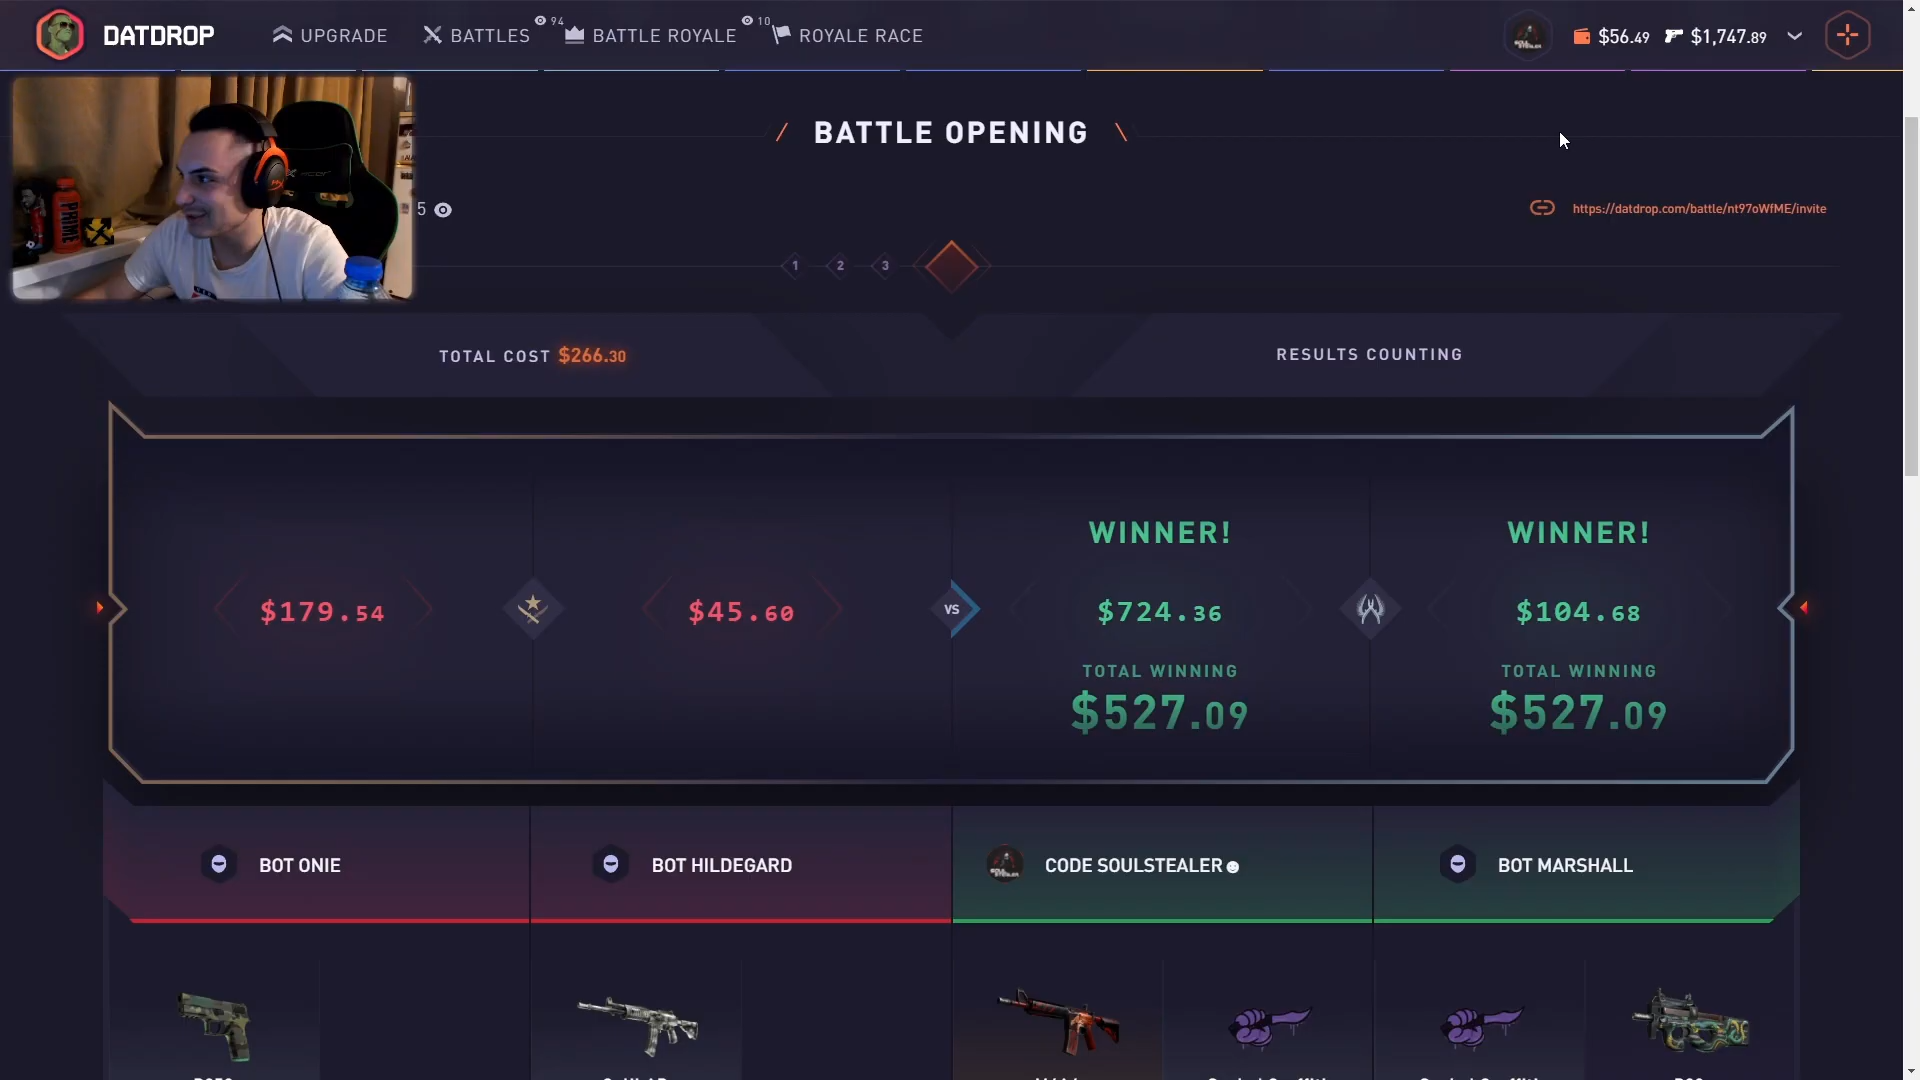 DATDROP
UPGRADE
BATTLES
94
BATTLE ROYALE
10
ROYALE RACE
$56.49
$1,747.89
BATTLE OPENING
5
https://datdrop.com/battle/nt97oWfME/invite
1 2 3
TOTAL COST $266.30
RESULTS COUNTING
WINNER!
WINNER!
$179.54
$45.60
VS
$724.36
$104.68
TOTAL WINNING
$527.09
TOTAL WINNING
$527.09
BOT ONIE
BOT HILDEGARD
CODE SOULSTEALER
BOT MARSHALL
PRIME